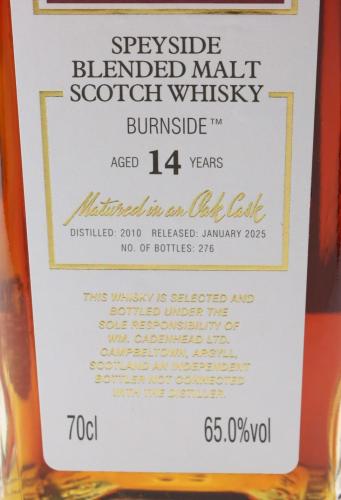 SPEYSIDE
BLENDED MALT
SCOTCH WHISKY
BURNSIDE™
AGED 14 YEARS
Matured in an Oak Cask
DISTILLED: 2010 RELEASED: JANUARY 2025
NO. OF BOTTLES: 276
THIS WHISKY IS SELECTED AND
BOTTLED UNDER THE
SOLE RESPONSIBILITY OF
WM. CADENHEAD LTD.
CAMPBELTOWN, ARGYLL,
SCOTLAND AN INDEPENDENT
BOTTLER NOT CONNECTED
WITH THE DISTILLER.
70cl 65.0%vol